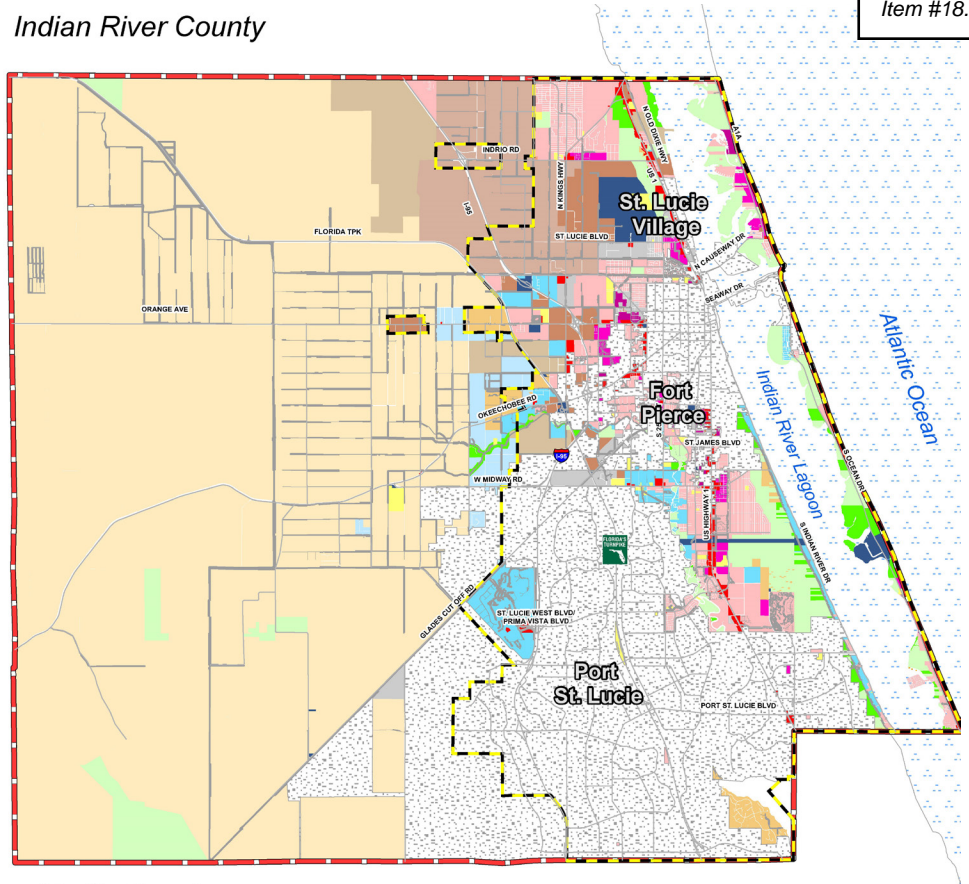 Item #18.
Indian River County
N OLD DIXIE HWY
A1A
INDRIO RD
US 1
N KINGS HWY
I-95
St. Lucie
Village
FLORIDA TPK
ST LUCIE BLVD
N CAUSEWAY DR
SEAWAY DR
ORANGE AVE
Atlantic Ocean
Fort
Pierce
Indian River Lagoon
OKEECHOBEE RD
ST JAMES BLVD
I-95
S OCEAN DR
W MIDWAY RD
US HIGHWAY 1
FLORIDA'S
TURNPIKE
S INDIAN RIVER DR
GLADES CUT OFF RD
ST. LUCIE WEST BLVD/
PRIMA VISTA BLVD
Port
St. Lucie
PORT ST LUCIE BLVD